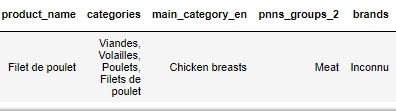 product_name categories main_category_en pnns_groups_2 brands
Viandes,
Volailles,
Filet de poulet Poulets, Chicken breasts Meat Inconnu
Filets de
poulet